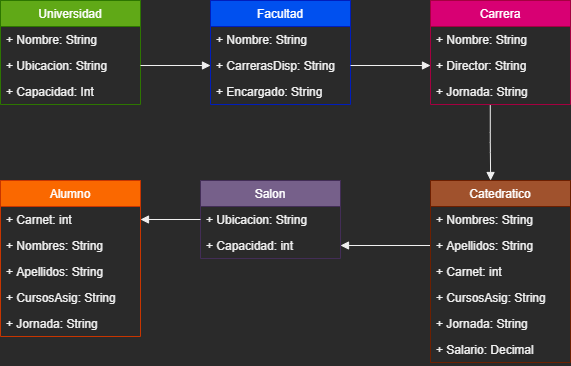 Universidad
+ Nombre: String
+ Ubicacion: String
+ Capacidad: Int
Facultad
+ Nombre: String
+ CarrerasDisp: String
+ Encargado: String
Carrera
+ Nombre: String
+ Director: String
+ Jornada: String
Alumno
+ Carnet: int
+ Nombres: String
+ Apellidos: String
+ CursosAsig: String
+ Jornada: String
Salon
+ Ubicacion: String
+ Capacidad: int
Catedratico
+ Nombres: String
+ Apellidos: String
+ Carnet: int
+ CursosAsig: String
+ Jornada: String
+ Salario: Decimal